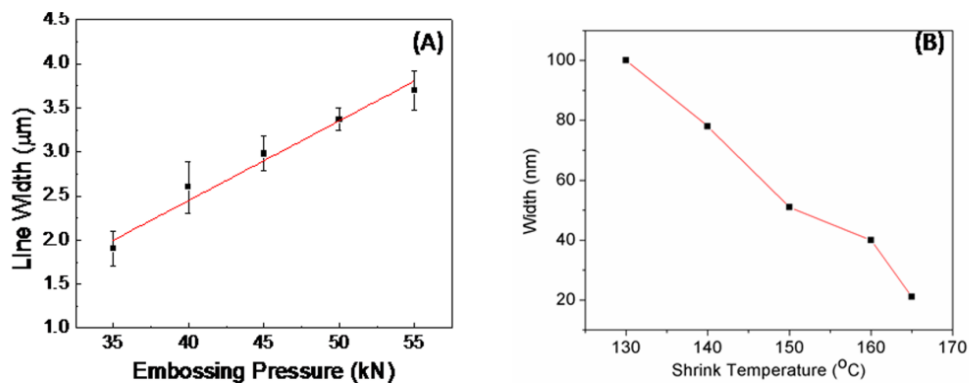 (A)
Line Width (μm)
4.5
4.0
3.5
3.0
2.5
2.0
1.5
1.0
35 40 45 50 55
Embossing Pressure (kN)
(B)
Width (nm)
100
80
60
40
20
130 140 150 160 170
Shrink Temperature (°C)